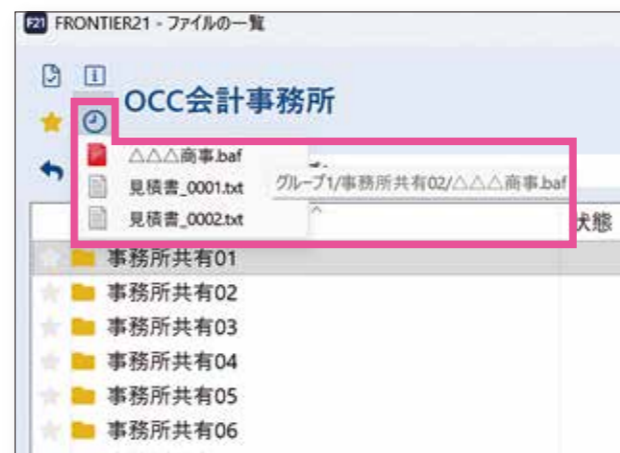 F21 FRONTIER21 - ファイルの一覧
OCC会計事務所
△△△商事.baf
見積書_0001.txt
グループ1/事務所共有02/△△△商事.baf
見積書_0002.txt
状態
事務所共有01
事務所共有02
事務所共有03
事務所共有04
事務所共有05
事務所共有06